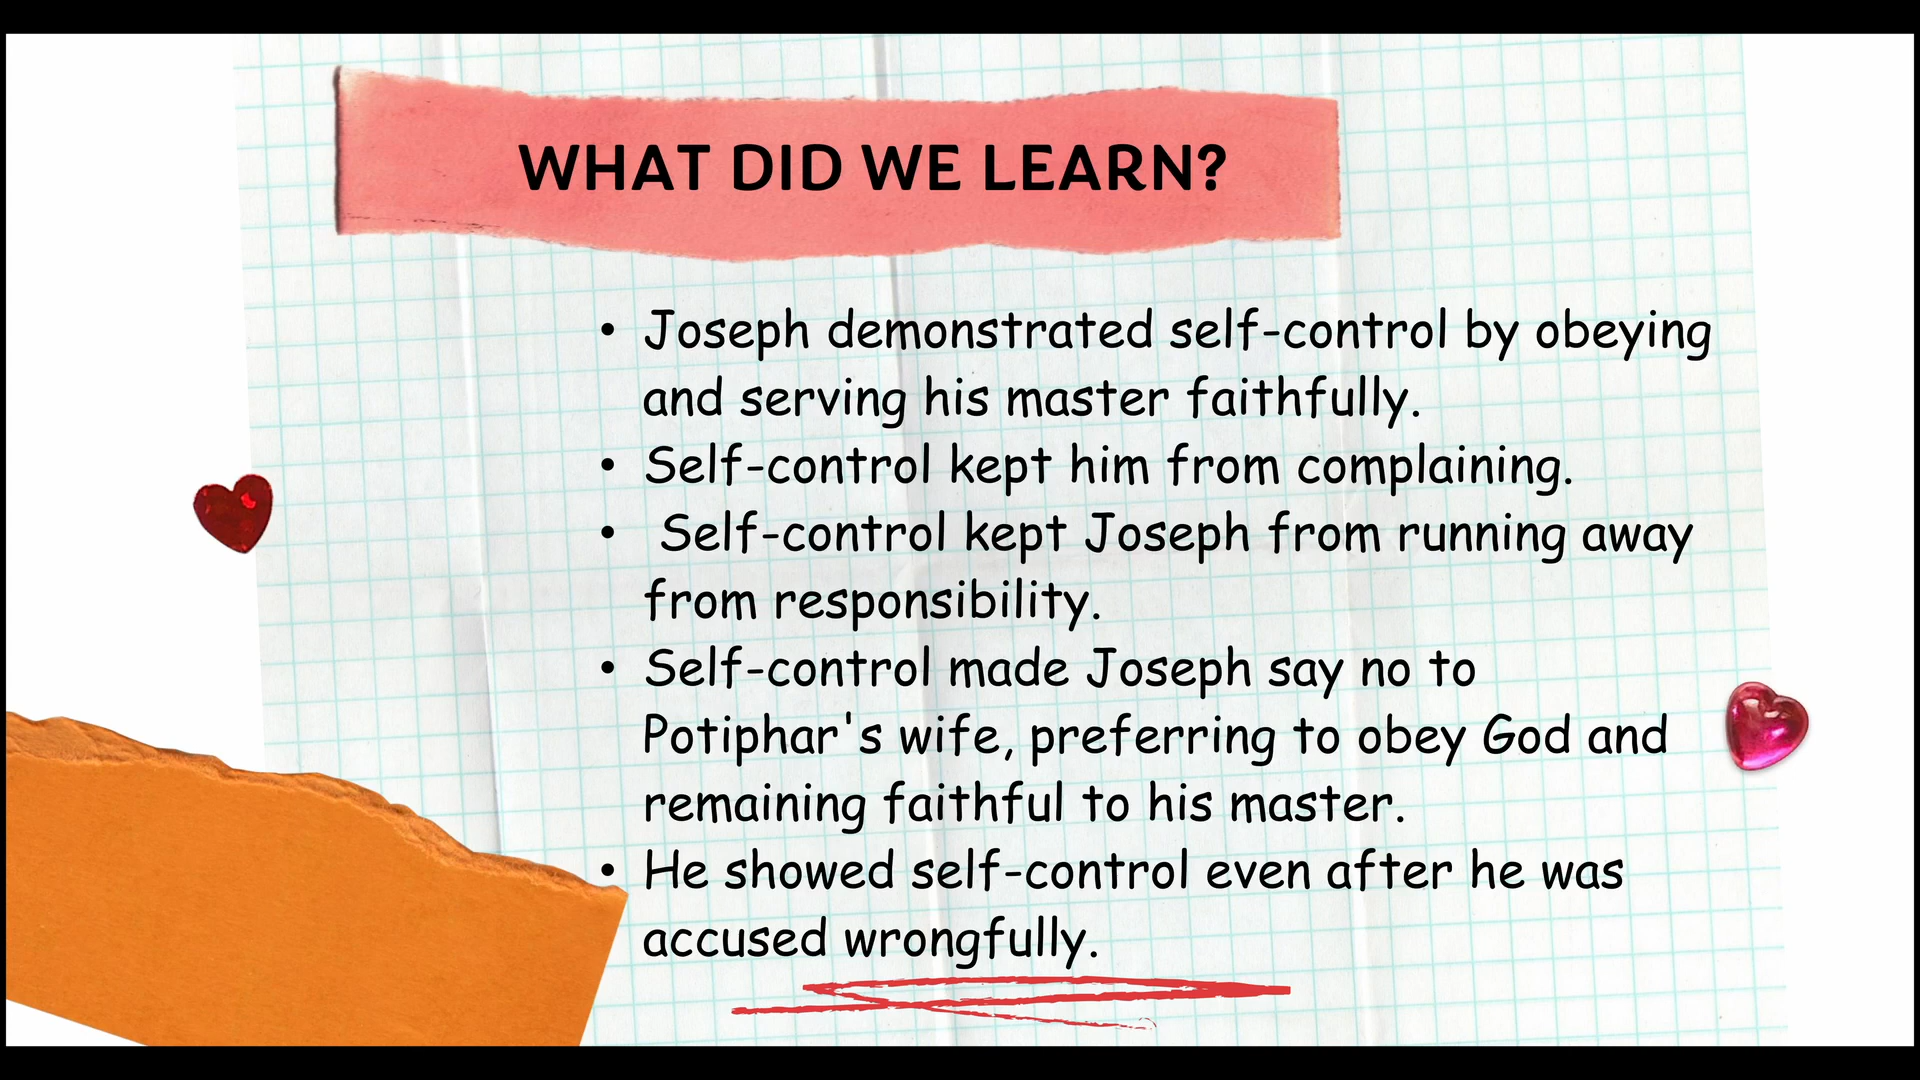 WHAT DID WE LEARN?
• Joseph demonstrated self-control by obeying
and serving his master faithfully.
• Self-control kept him from complaining.
• Self-control kept Joseph from running away
from responsibility.
• Self-control made Joseph say no to
Potiphar's wife, preferring to obey God and
remaining faithful to his master.
• He showed self-control even after he was
accused wrongfully.